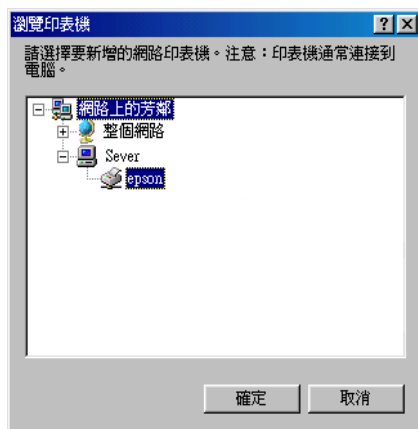 瀏覽印表機
請選擇要新增的網路印表機。注意：印表機通常連接到
電腦。
網路上的芳鄰
整個網路
Sever
epson
確定
取消